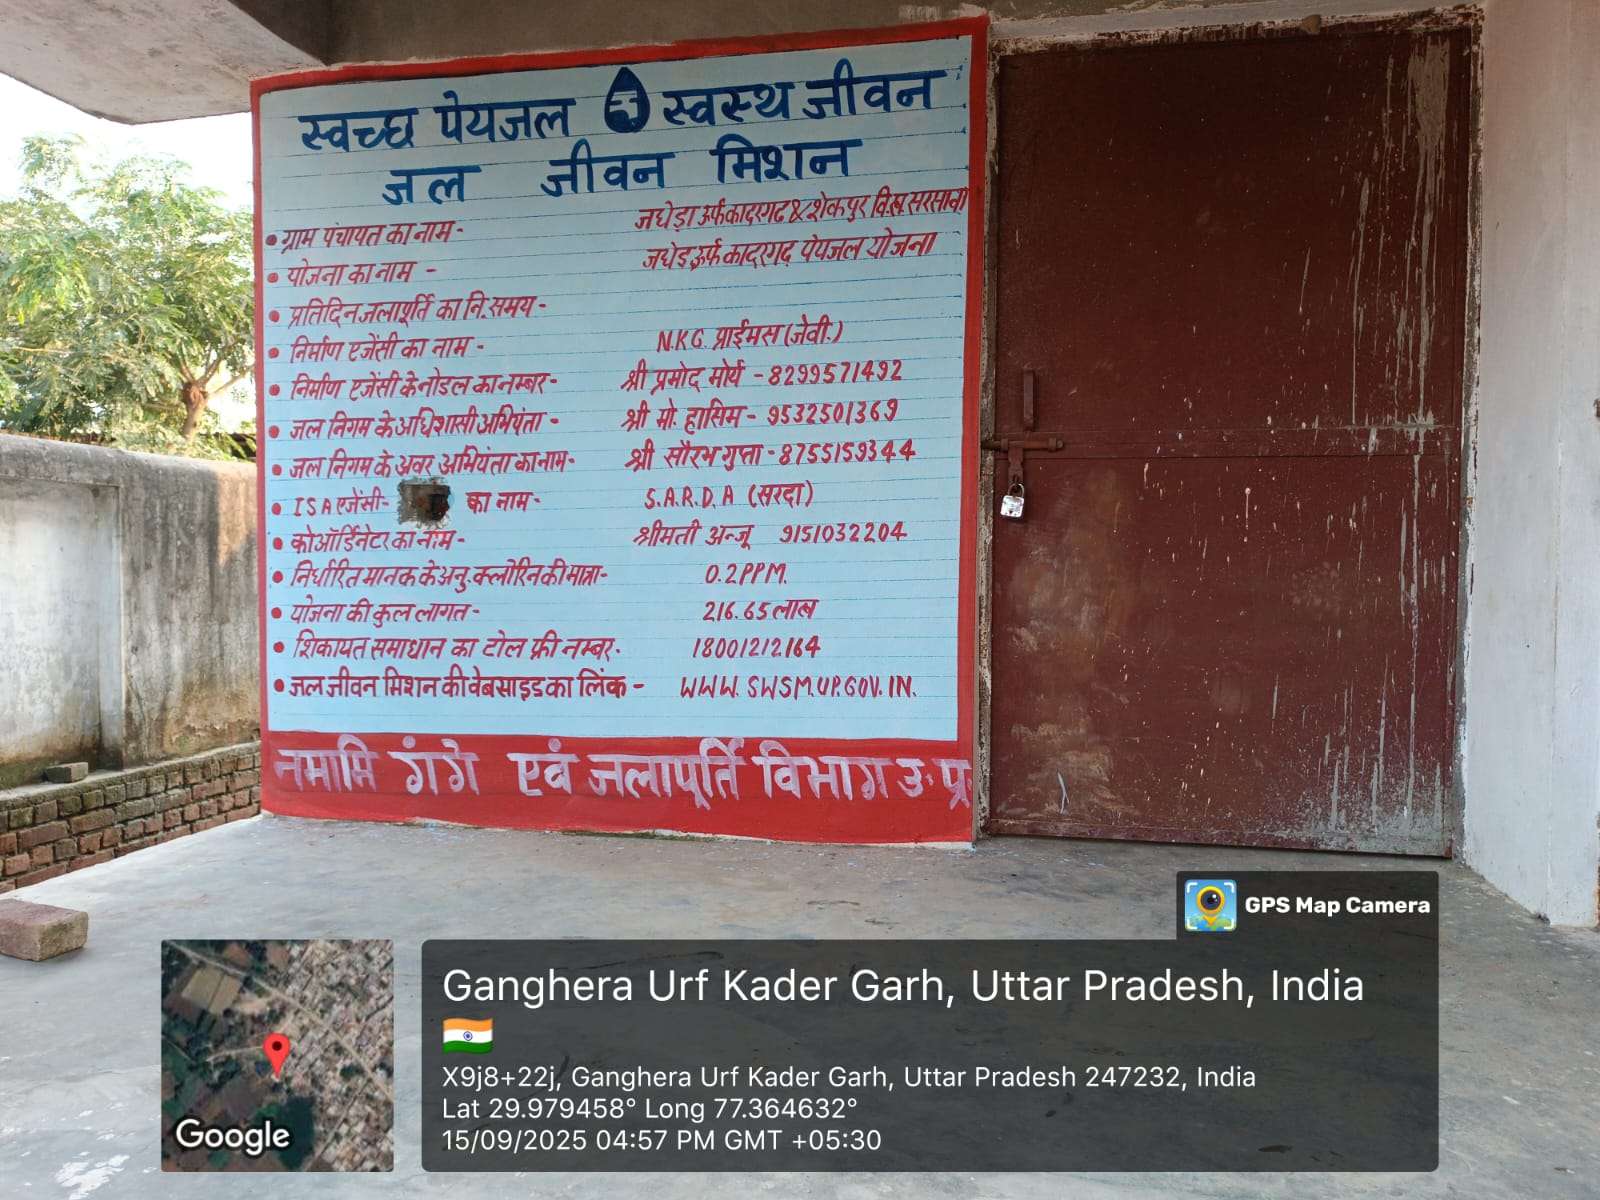 स्वच्छ पेयजल स्वस्थ जीवन
जल जीवन मिशन
• ग्राम पंचायत का नाम - जघेड़ा उर्फ कादरगढ & शेकपुर वि.ख. सरसावा
• योजना का नाम - जघेड़ उर्फ कादरगढ़ पेयजल योजना
• प्रतिदिन जलापूर्ति का नि. समय -
• निर्माण एजेंसी का नाम - N.K.G. प्राईमस (जेवी.)
• निर्माण एजेंसी के नोडल का नम्बर - श्री प्रमोद मोर्य - 8299571492
• जल निगम के अधिशासी अभियंता - श्री मो. हासिम - 9532501369
• जल निगम के अवर अभियंता का नाम - श्री सौरभ गुप्ता - 8755159344
• ISA एजेंसी - का नाम - S.A.R.D.A (सरदा)
• कोऑर्डिनेटर का नाम - श्रीमती अन्जू 9151032204
• निर्धारित मानक के अनु. क्लोरिन की मात्रा - 0.2 PPM.
• योजना की कुल लागत - 216.65 लाख
• शिकायत समाधान का टोल फ्री नम्बर. 18001212164
• जल जीवन मिशन की वेबसाइड का लिंक - WWW.SWSM.UP.GOV.IN.
नमामि गंगे एवं जलापूर्ति विभाग उ॰ प्र॰
GPS Map Camera
Ganghera Urf Kader Garh, Uttar Pradesh, India
X9j8+22j, Ganghera Urf Kader Garh, Uttar Pradesh 247232, India
Lat 29.979458° Long 77.364632°
15/09/2025 04:57 PM GMT +05:30
Google